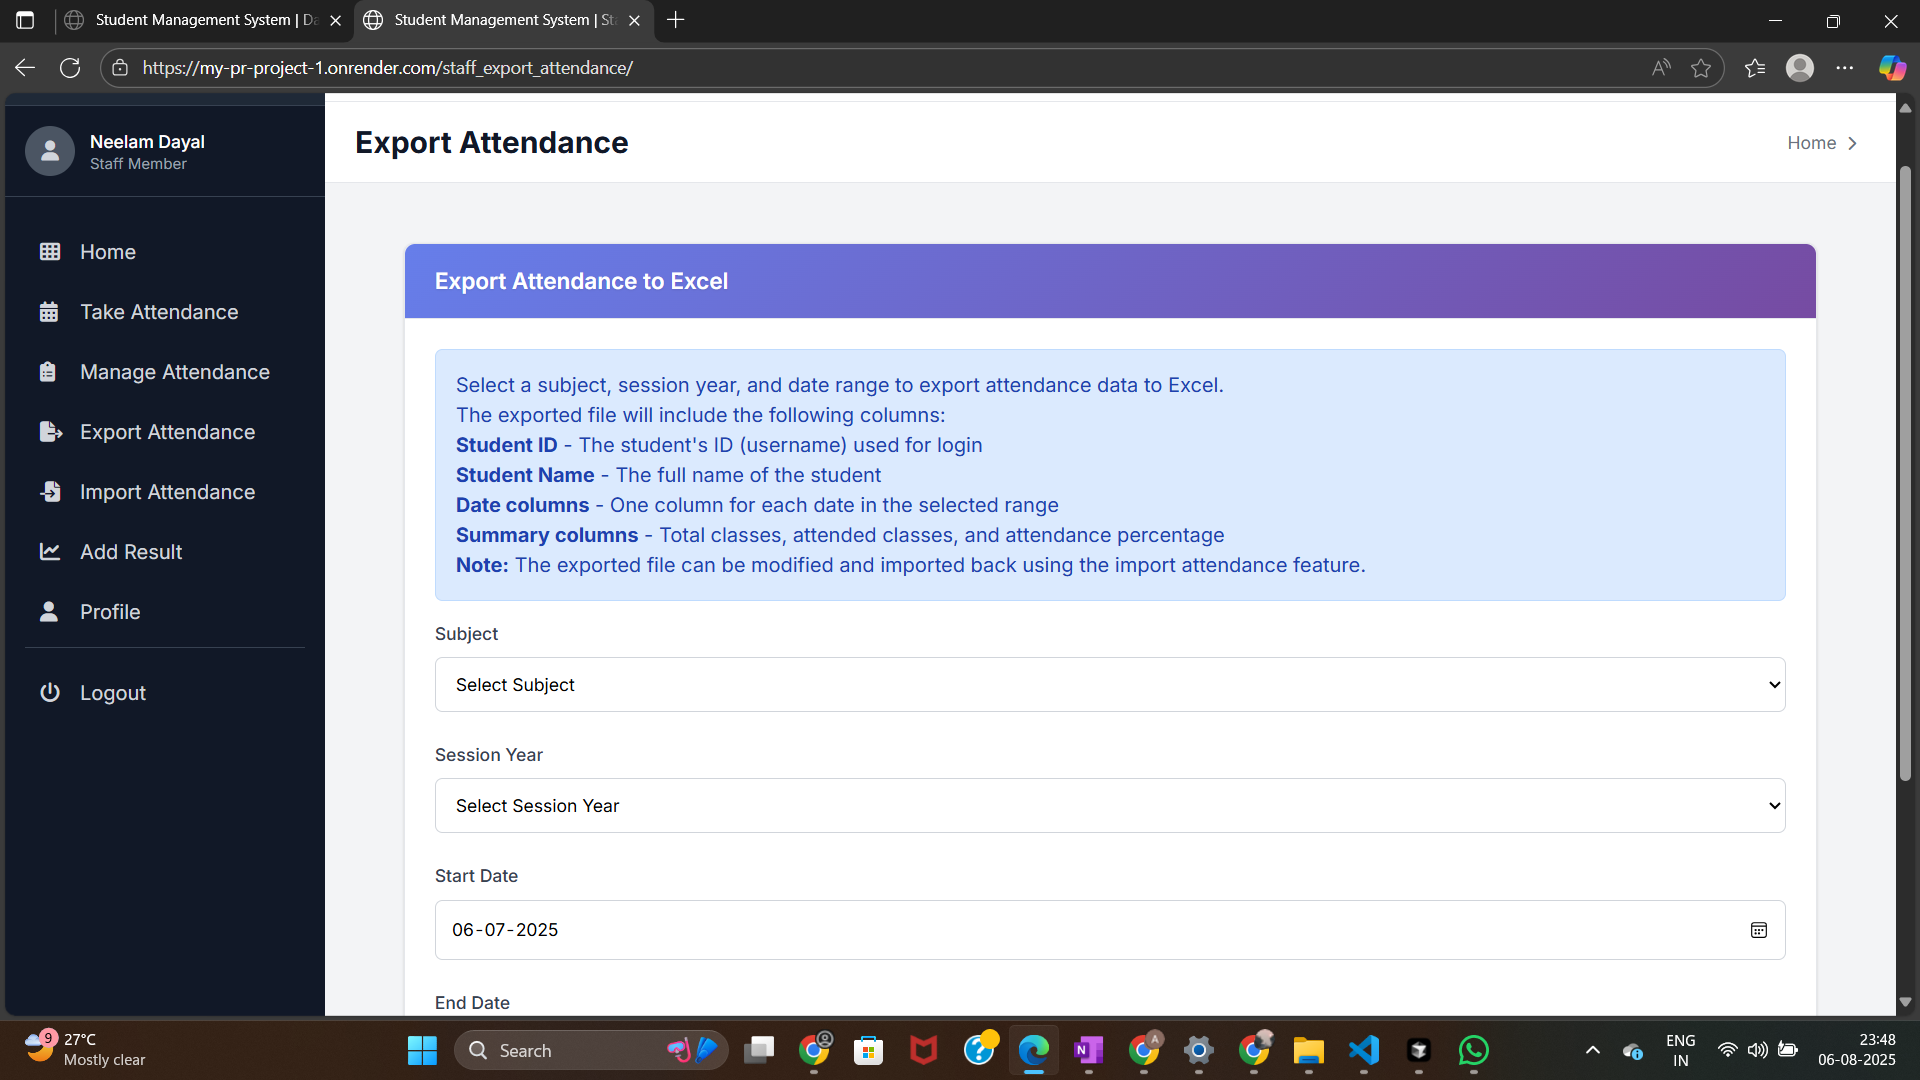 Student Management System | Da
Student Management System | Sta
https://my-pr-project-1.onrender.com/staff_export_attendance/
Neelam Dayal
Staff Member
Home
Take Attendance
Manage Attendance
Export Attendance
Import Attendance
Add Result
Profile
Logout
Export Attendance
Home
Export Attendance to Excel
Select a subject, session year, and date range to export attendance data to Excel.
The exported file will include the following columns:
Student ID - The student's ID (username) used for login
Student Name - The full name of the student
Date columns - One column for each date in the selected range
Summary columns - Total classes, attended classes, and attendance percentage
Note: The exported file can be modified and imported back using the import attendance feature.
Subject
Select Subject
Session Year
Select Session Year
Start Date
06-07-2025
End Date
9
27°C
Mostly clear
Search
N
A
ENG
IN
23:48
06-08-2025